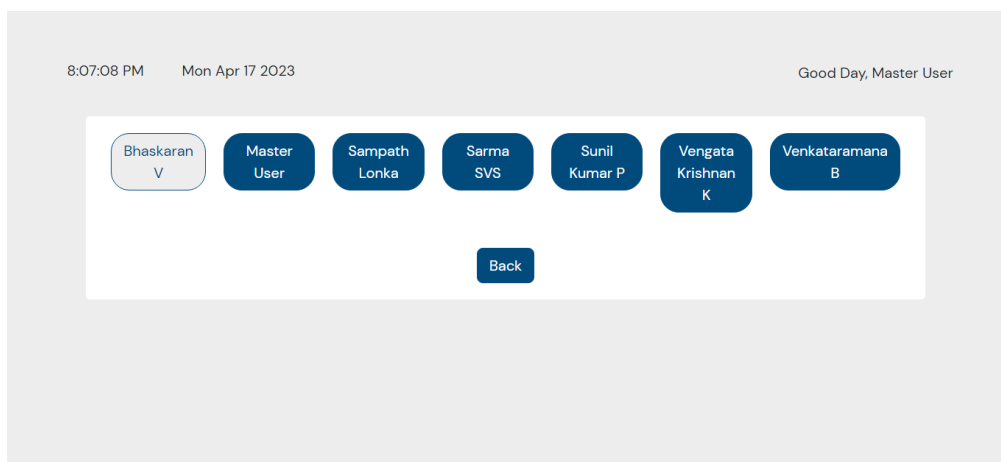 8:07:08 PM Mon Apr 17 2023
Good Day, Master User
Bhaskaran
V
Master
User
Sampath
Lonka
Sarma
SVS
Sunil
Kumar P
Vengata
Krishnan
K
Venkataramana
B
Back